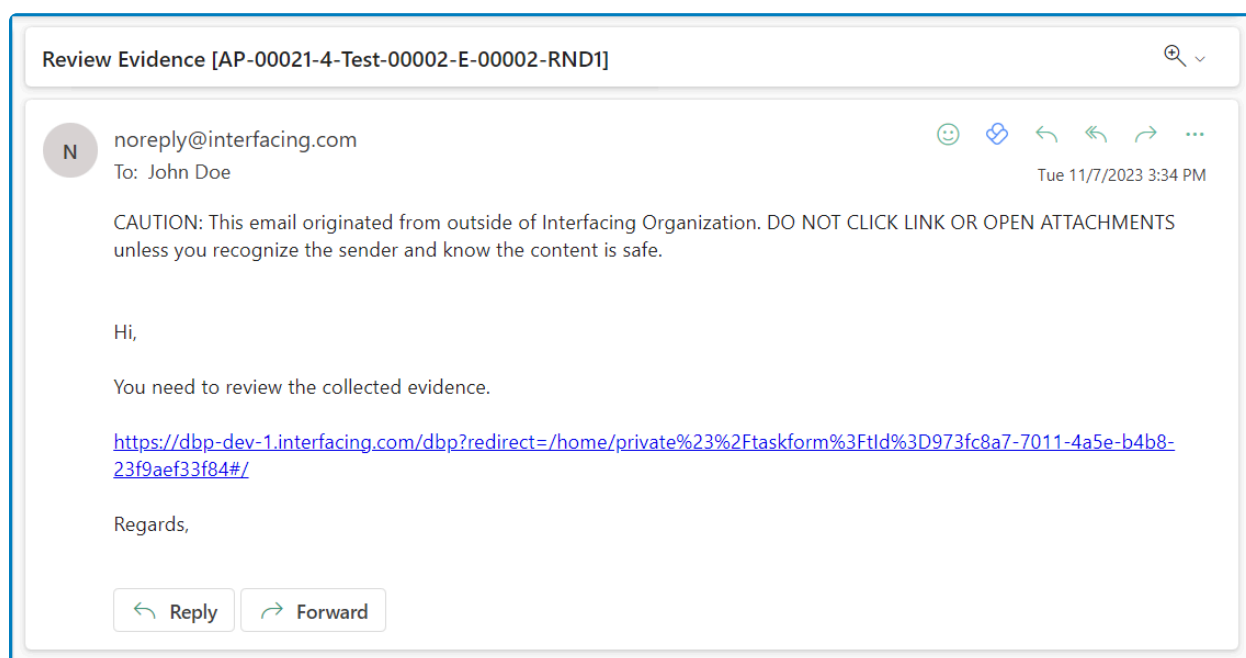 Review Evidence [AP-00021-4-Test-00002-E-00002-RND1]
N
noreply@interfacing.com
To: John Doe
Tue 11/7/2023 3:34 PM
CAUTION: This email originated from outside of Interfacing Organization. DO NOT CLICK LINK OR OPEN ATTACHMENTS
unless you recognize the sender and know the content is safe.
Hi,
You need to review the collected evidence.
https://dbp-dev-1.interfacing.com/dbp?redirect=/home/private%23%2Ftaskform%3FtId%3D973fc8a7-7011-4a5e-b4b8-
23f9aef33f84#/
Regards,
Reply
Forward